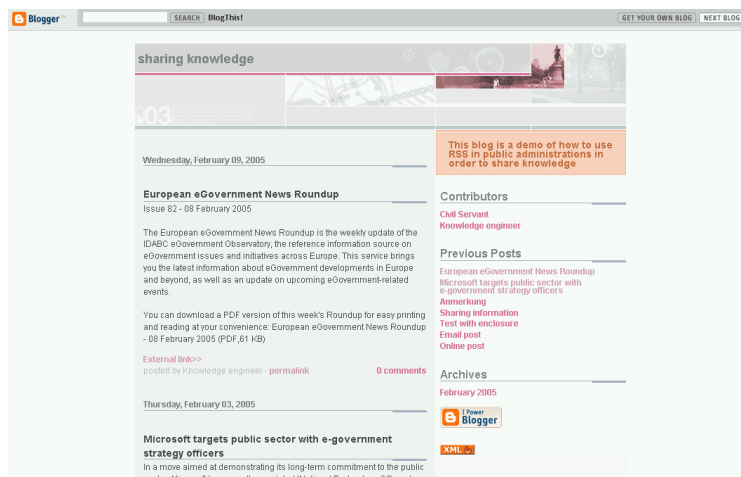 Blogger
SEARCH
BlogThis!
GET YOUR OWN BLOG
NEXT BLOG
sharing knowledge
03
This blog is a demo of how to use
RSS in public administrations in
order to share knowledge
Wednesday, February 09, 2005
European eGovernment News Roundup
Issue 82 - 08 February 2005
The European eGovernment News Roundup is the weekly update of the
IDABC eGovernment Observatory, the reference information source on
eGovernment issues and initiatives across Europe. This service brings
you the latest information about eGovernment developments in Europe
and beyond, as well as an update on upcoming eGovernment-related
events.
You can download a PDF version of this week's Roundup for easy printing
and reading at your convenience: European eGovernment News Roundup
- 08 February 2005 (PDF,61 KB)
External link>>
posted by Knowledge engineer - permalink
0 comments
Thursday, February 03, 2005
Microsoft targets public sector with e-government
strategy officers
In a move aimed at demonstrating its long-term commitment to the public
Contributors
Civil Servant
Knowledge engineer
Previous Posts
European eGovernment News Roundup
Microsoft targets public sector with
e-government strategy officers
Anmerkung
Sharing information
Test with enclosure
Email post
Online post
Archives
February 2005
I Power
Blogger
XML